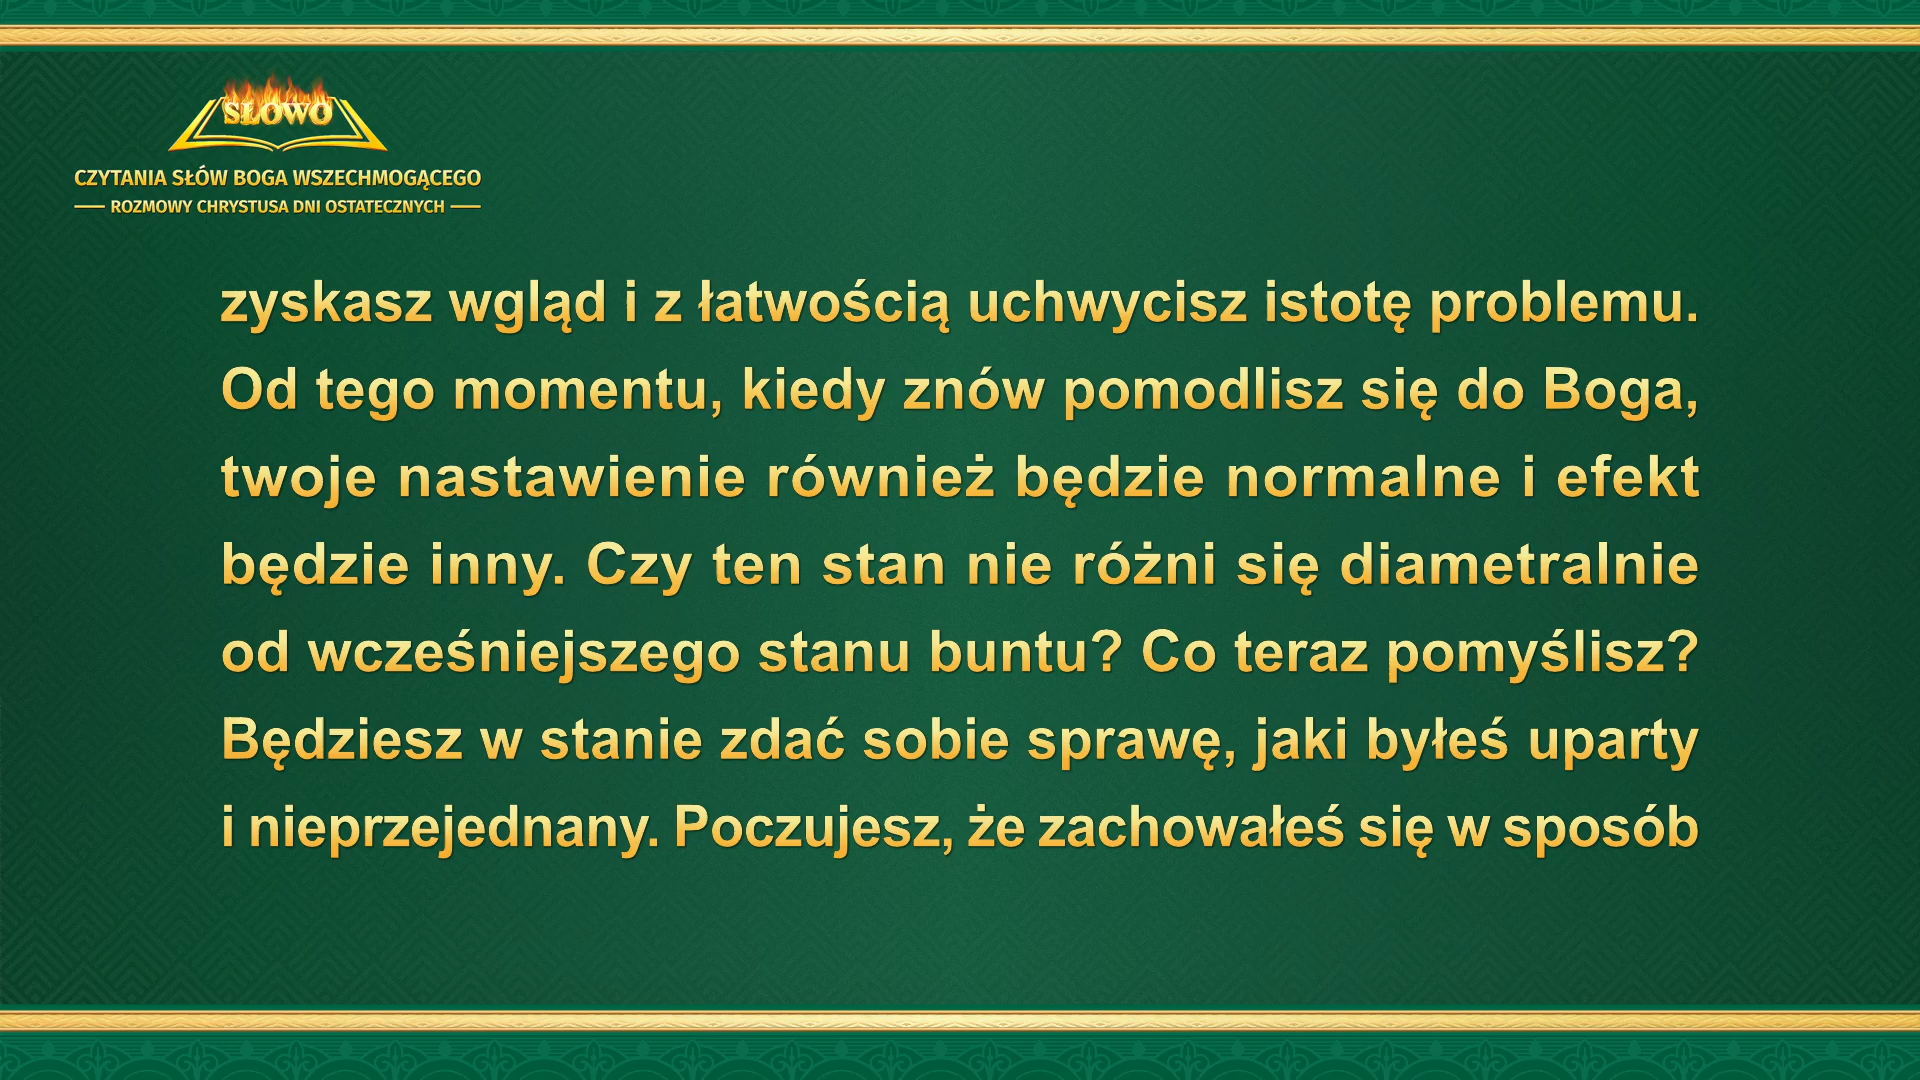 SŁOWO
CZYTANIA SŁÓW BOGA WSZECHMOGĄCEGO
ROZMOWY CHRYSTUSA DNI OSTATECZNYCH
zyskasz wgląd i z łatwością uchwycisz istotę problemu.
Od tego momentu, kiedy znów pomodlisz się do Boga,
twoje nastawienie również będzie normalne i efekt
będzie inny. Czy ten stan nie różni się diametralnie
od wcześniejszego stanu buntu? Co teraz pomyślisz?
Będziesz w stanie zdać sobie sprawę, jaki byłeś uparty
i nieprzejednany. Poczujesz, że zachowałeś się w sposób